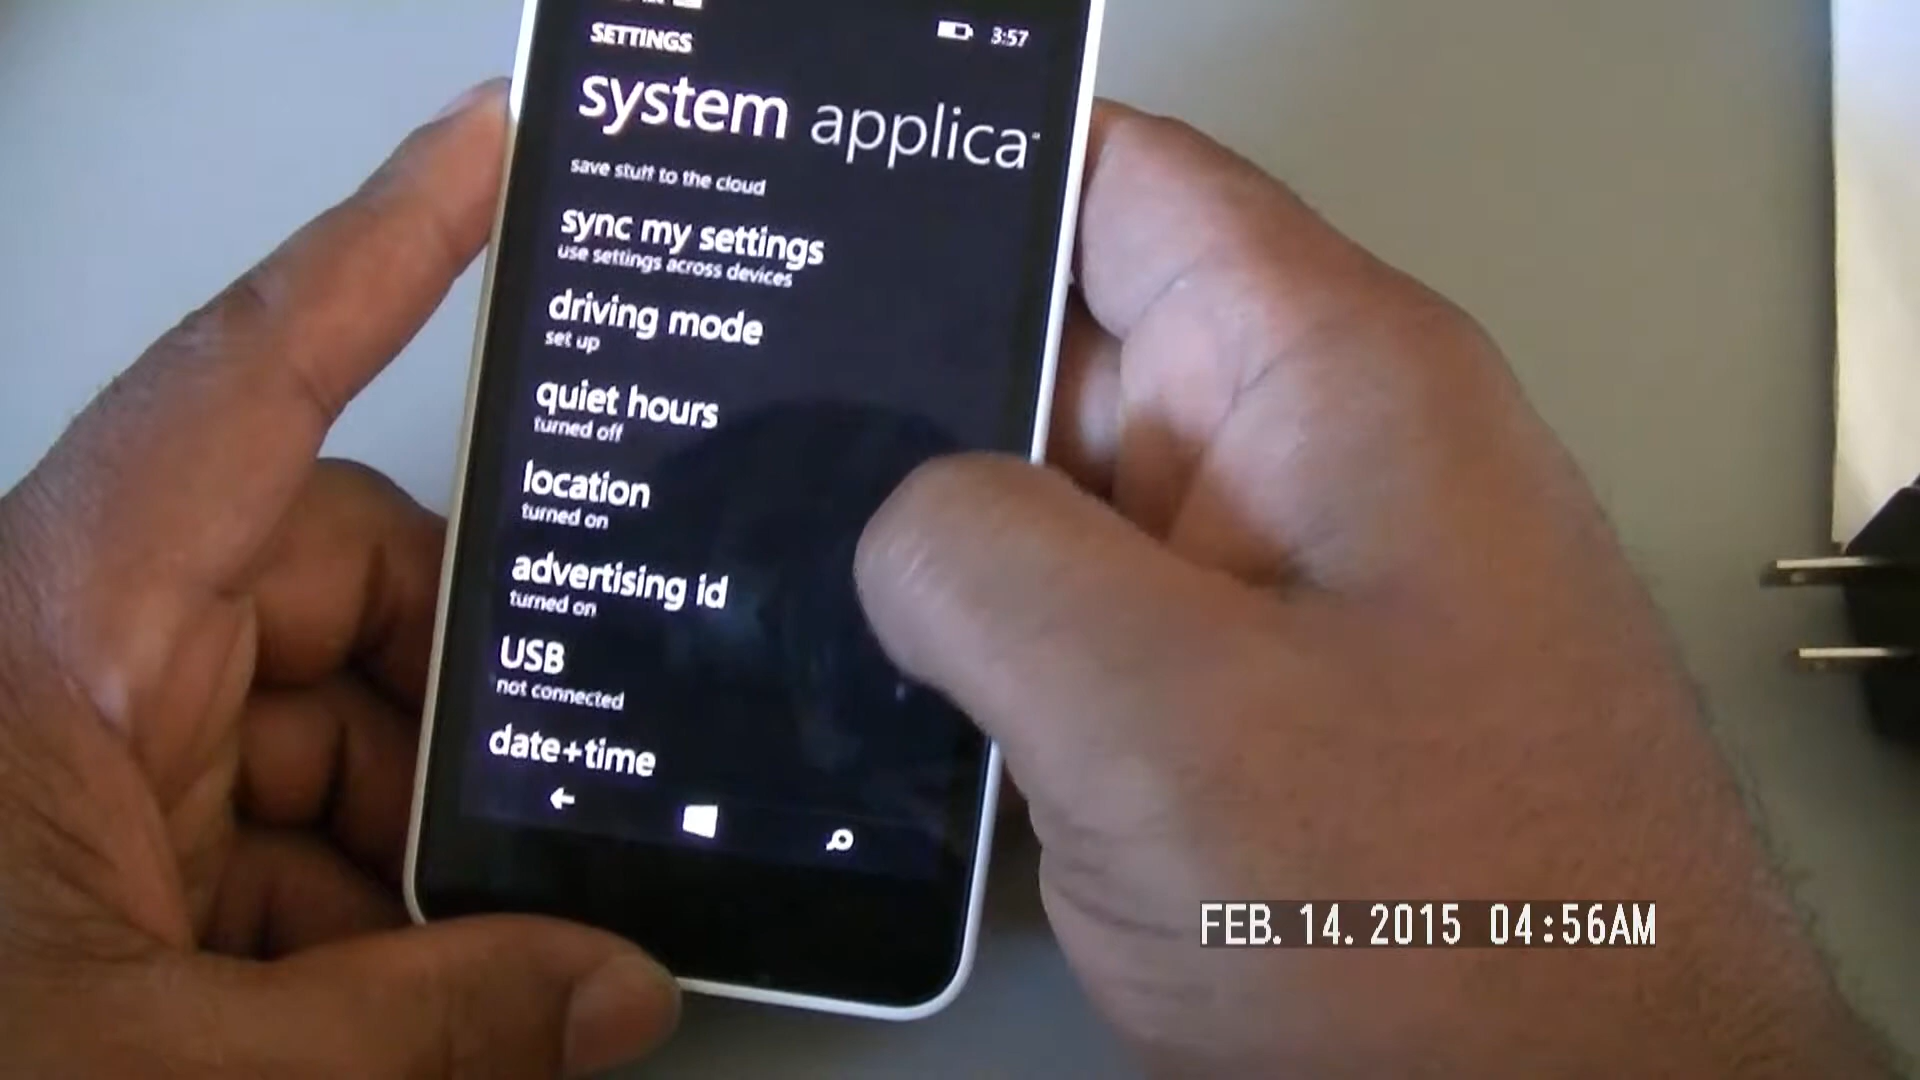 3:57
SETTINGS
system applica
save stuff to the cloud
sync my settings
use settings across devices
driving mode
set up
quiet hours
turned off
location
turned on
advertising id
turned on
USB
not connected
date+time
FEB. 14. 2015 04:56AM